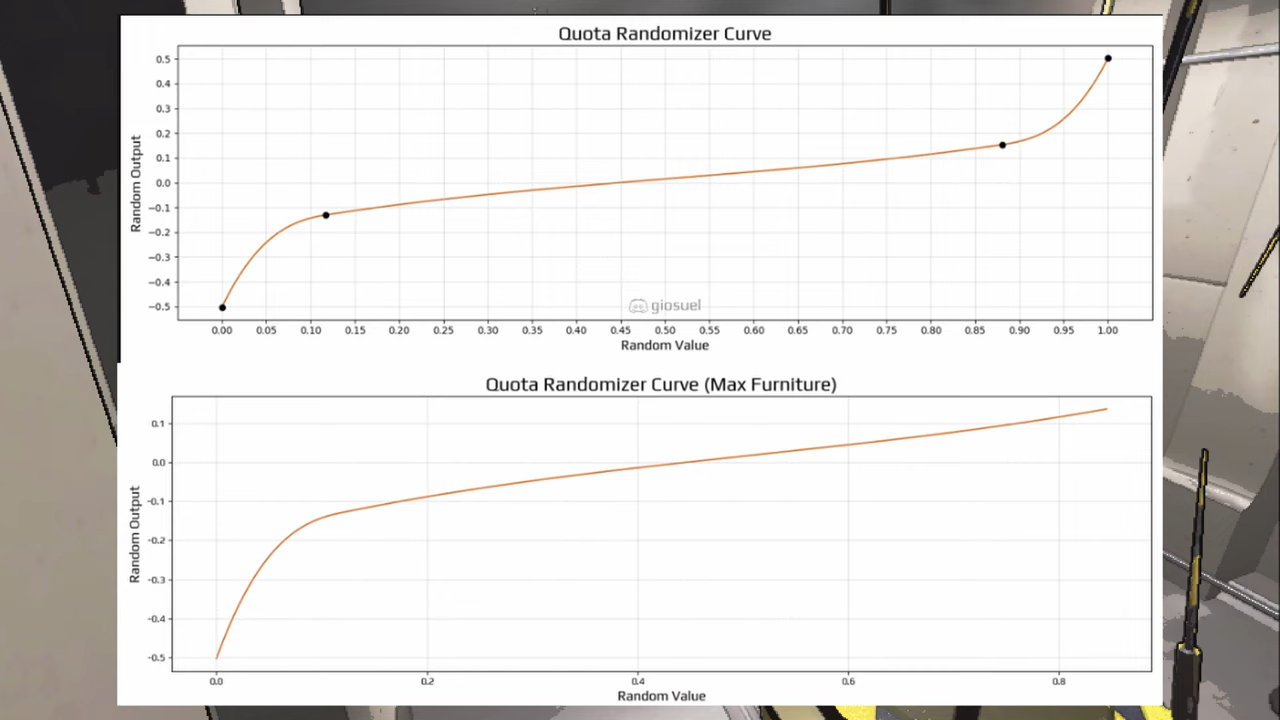 Quota Randomizer Curve
Random Output
0.5
0.4
0.3
0.2
0.1
0.0
−0.1
−0.2
−0.3
−0.4
−0.5
giosuel
0.00 0.05 0.10 0.15 0.20 0.25 0.30 0.35 0.40 0.45 0.50 0.55 0.60 0.65 0.70 0.75 0.80 0.85 0.90 0.95 1.00
Random Value
Quota Randomizer Curve (Max Furniture)
Random Output
0.1
0.0
-0.1
-0.2
-0.3
-0.4
-0.5
0.0 0.2 0.4 0.6 0.8
Random Value